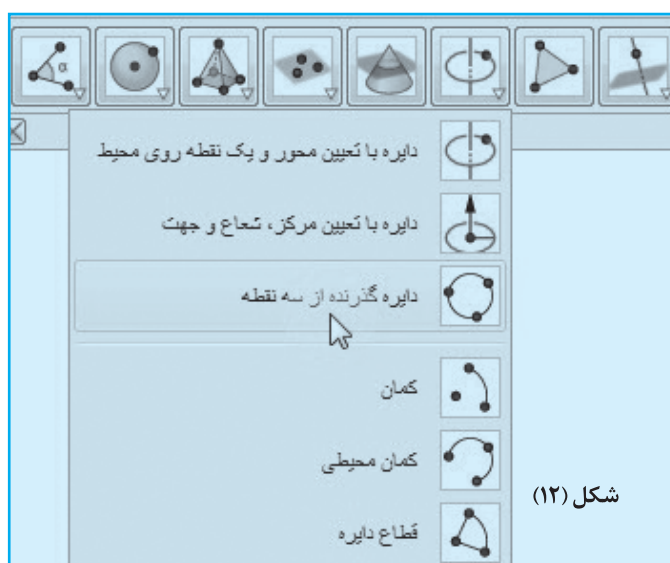 α
دایره با تعیین محور و یک نقطه روی محیط
دایره با تعیین مرکز، شعاع و جهت
دایره گذرنده از سه نقطه
کمان
کمان محیطی
قطاع دایره
شکل (۱۲)